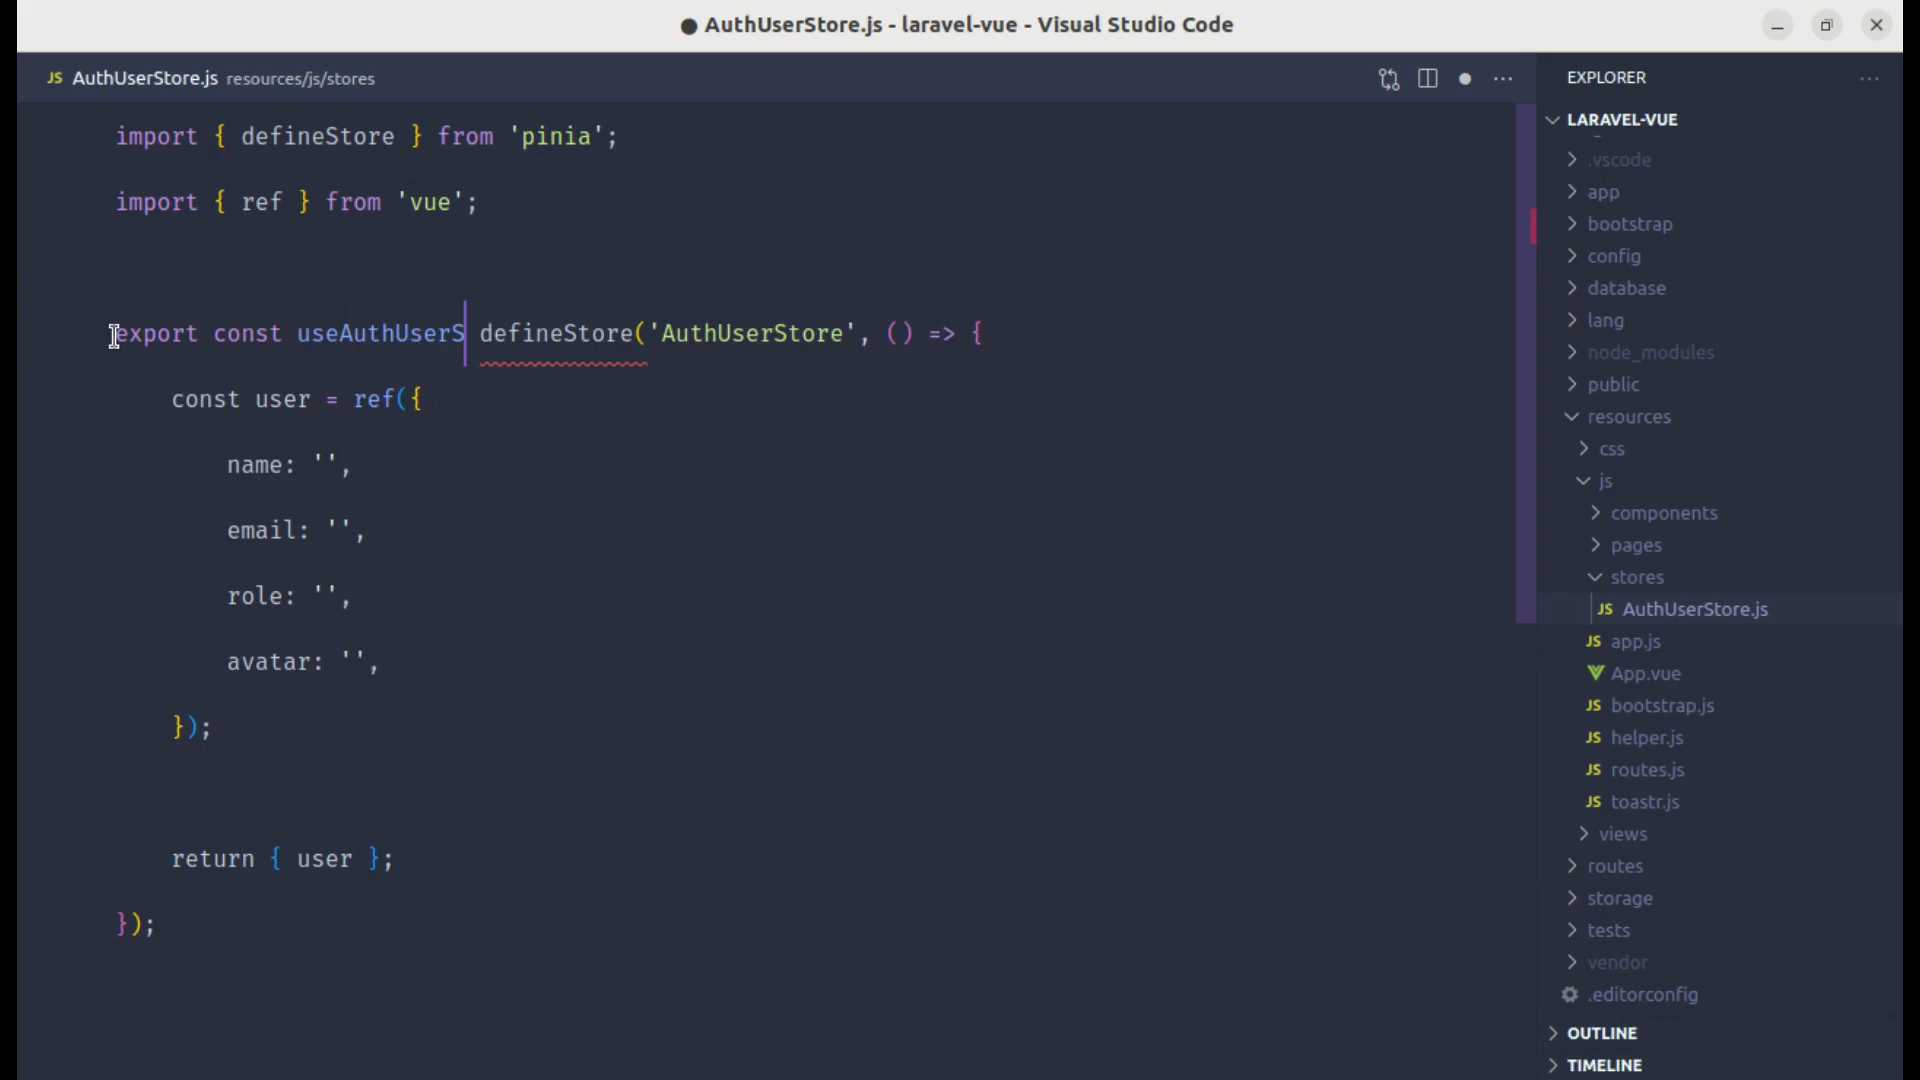 ● AuthUserStore.js - laravel-vue - Visual Studio Code
JS AuthUserStore.js resources/js/stores
import { defineStore } from 'pinia';
import { ref } from 'vue';
export const useAuthUserS defineStore('AuthUserStore', () => {
const user = ref({
name: '',
email: '',
role: '',
avatar: '',
});
return { user };
});
EXPLORER
LARAVEL-VUE
.vscode
app
bootstrap
config
database
lang
node_modules
public
resources
css
js
components
pages
stores
JS AuthUserStore.js
JS app.js
App.vue
JS bootstrap.js
JS helper.js
JS routes.js
JS toastr.js
views
routes
storage
tests
vendor
.editorconfig
OUTLINE
TIMELINE